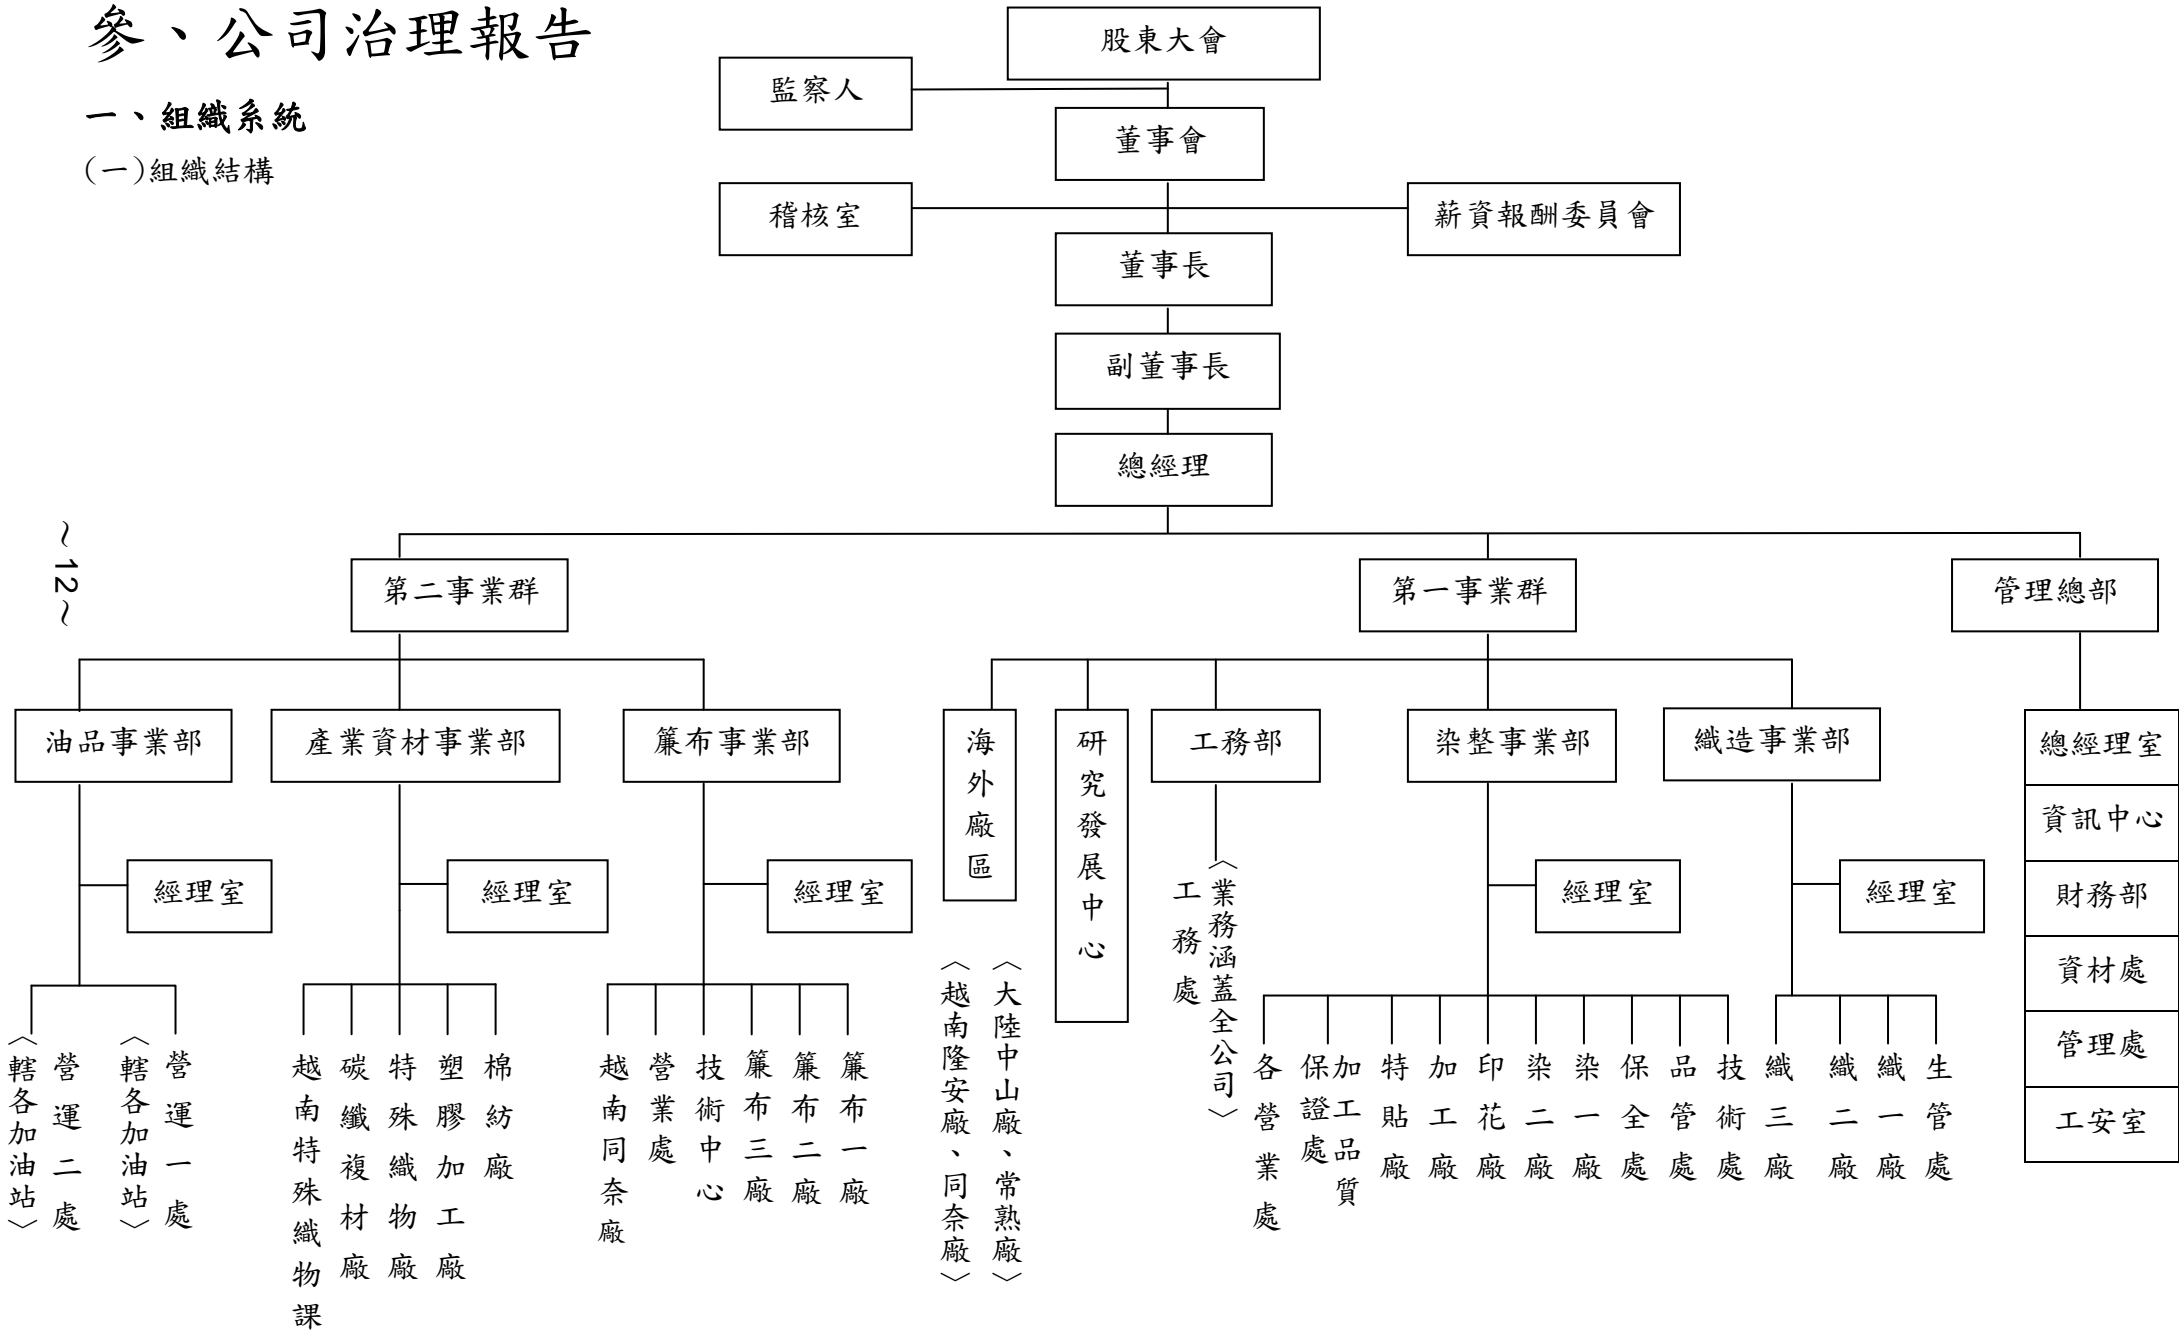 參、公司治理報告
一、組織系統
(一)組織結構
股東大會
監察人
董事會
稽核室
薪資報酬委員會
董事長
副董事長
總經理
~12~
第二事業群
第一事業群
管理總部
油品事業部
產業資材事業部
簾布事業部
海外廠區
研究發展中心
工務部
染整事業部
織造事業部
總經理室
資訊中心
財務部
資材處
管理處
工安室
經理室
經理室
經理室
經理室
經理室
〈業務涵蓋全公司〉
工務處
〈大陸中山廠、常熟廠〉
〈越南隆安廠、同奈廠〉
營運一處
〈轄各加油站〉
營運二處
〈轄各加油站〉
棉紡廠
塑膠加工廠
特殊織物廠
碳纖複材廠
越南特殊織物課
簾布一廠
簾布二廠
簾布三廠
技術中心
營業處
越南同奈廠
生管處
織一廠
織二廠
織三廠
技術處
品管處
保全處
染一廠
染二廠
印花廠
加工廠
特貼廠
加工品質
保證處
各營業處